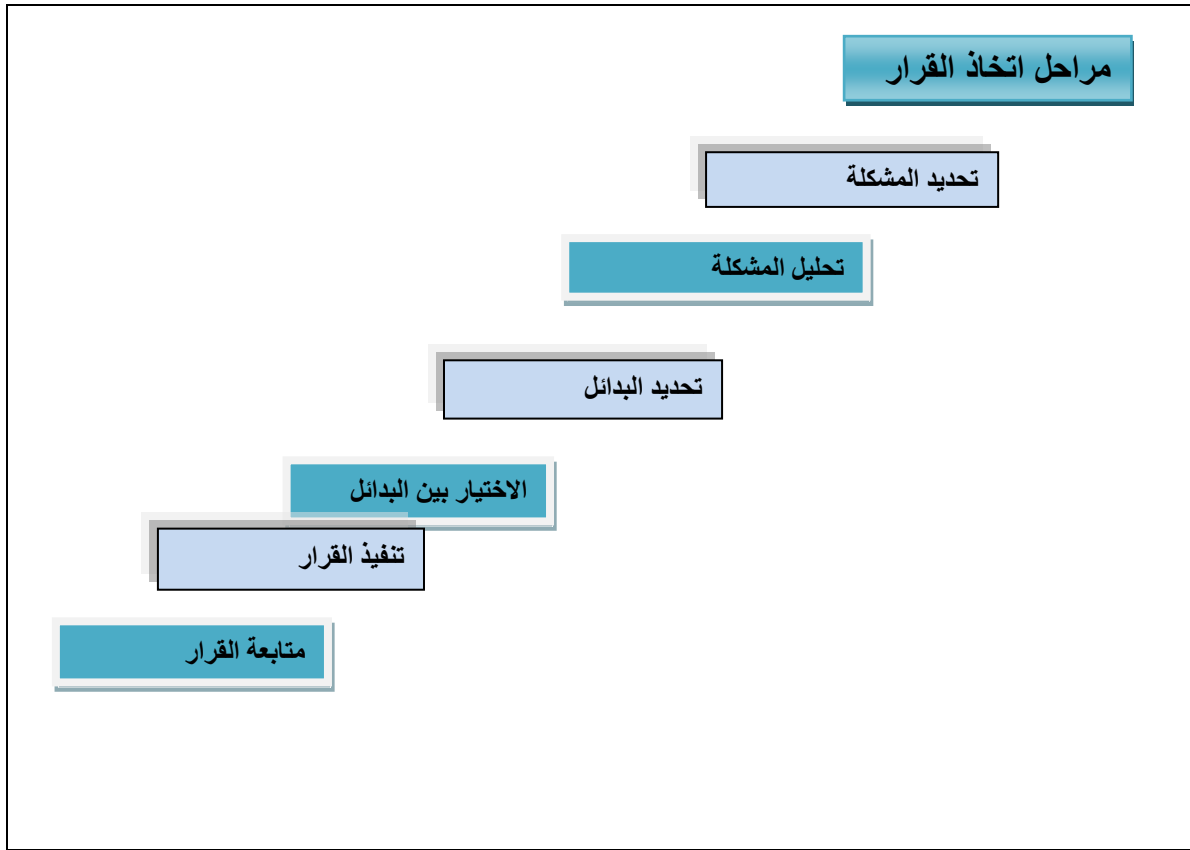 مراحل اتخاذ القرار
تحديد المشكلة
تحليل المشكلة
تحديد البدائل
الاختيار بين البدائل
تنفيذ القرار
متابعة القرار